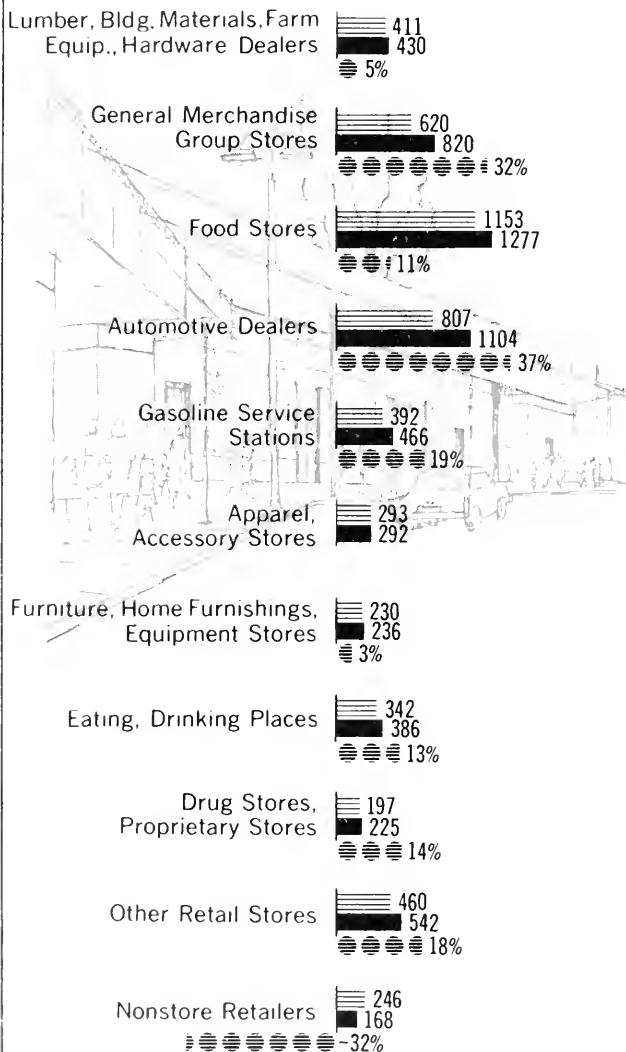 Lumber, Bldg. Materials, Farm
Equip., Hardware Dealers
411
430
5%
General Merchandise
Group Stores
620
820
32%
Food Stores
1153
1277
11%
Automotive Dealers
807
1104
37%
Gasoline Service
Stations
392
466
19%
Apparel,
Accessory Stores
293
292
Furniture, Home Furnishings,
Equipment Stores
230
236
3%
Eating, Drinking Places
342
386
13%
Drug Stores,
Proprietary Stores
197
225
14%
Other Retail Stores
460
542
18%
Nonstore Retailers
246
168
-32%